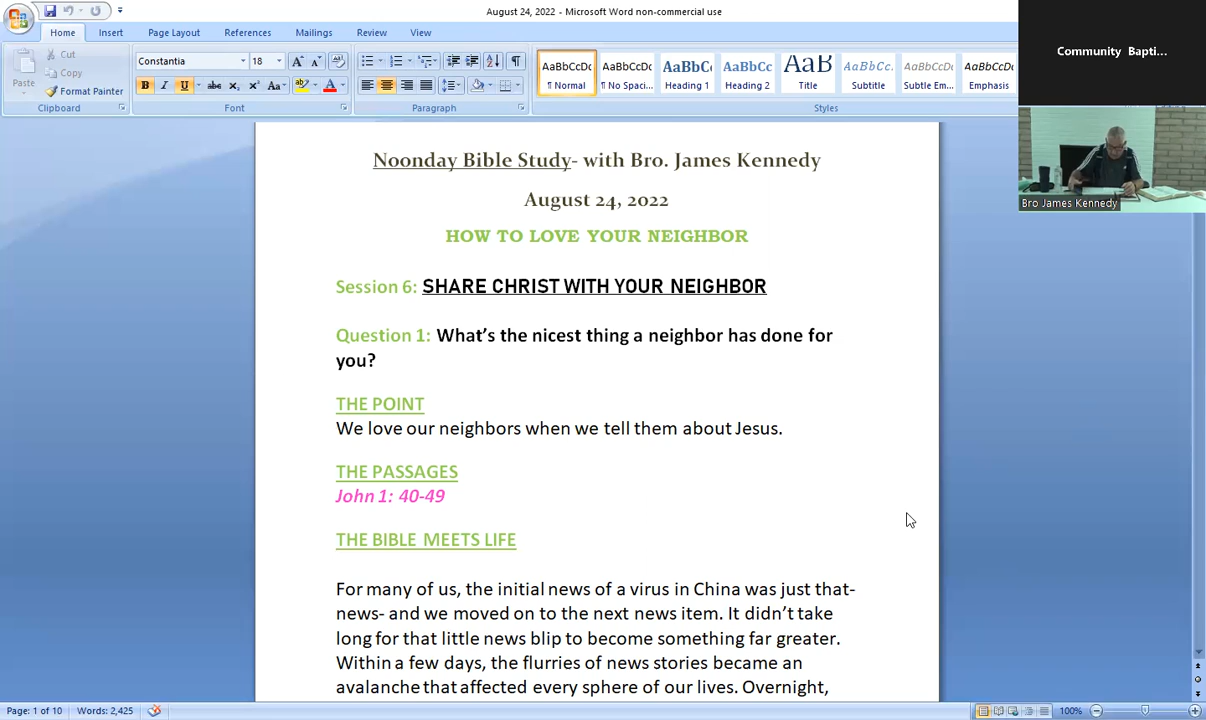 August 24, 2022 - Microsoft Word non-commercial use
Home Insert Page Layout References Mailings Review View
Paste
Cut
Copy
Format Painter
Clipboard
Constantia 18
Font
Paragraph
AaBbCcDc AaBbCcDc AaBbC AaBbCc AaB AaBbCc. AaBbCcDc AaBbCcDc
¶ Normal ¶ No Spaci... Heading 1 Heading 2 Title Subtitle Subtle Em... Emphasis
Styles
Community Bapti...
Bro James Kennedy
Noonday Bible Study- with Bro. James Kennedy
August 24, 2022
HOW TO LOVE YOUR NEIGHBOR
Session 6: SHARE CHRIST WITH YOUR NEIGHBOR
Question 1: What’s the nicest thing a neighbor has done for
you?
THE POINT
We love our neighbors when we tell them about Jesus.
THE PASSAGES
John 1: 40-49
THE BIBLE MEETS LIFE
For many of us, the initial news of a virus in China was just that-
news- and we moved on to the next news item. It didn’t take
long for that little news blip to become something far greater.
Within a few days, the flurries of news stories became an
avalanche that affected every sphere of our lives. Overnight,
Page: 1 of 10 Words: 2,425 100%